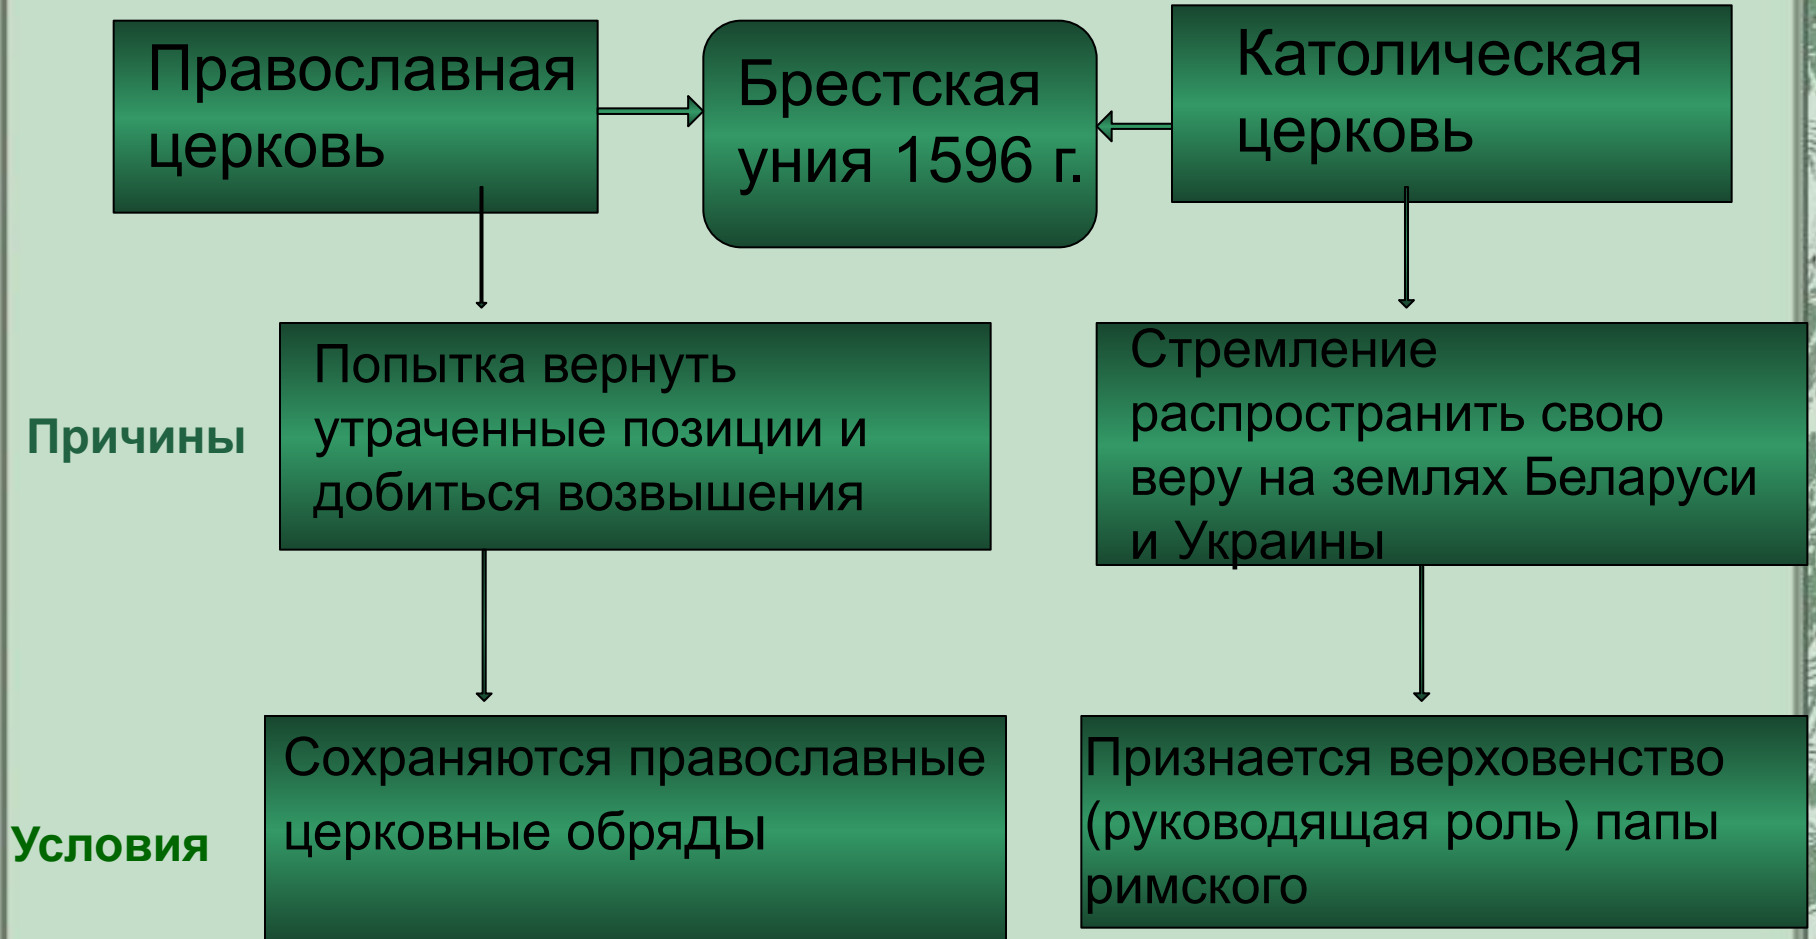 Православная
церковь
Брестская
уния 1596 г.
Католическая
церковь
Причины
Попытка вернуть
утраченные позиции и
добиться возвышения
Стремление
распространить свою
веру на землях Беларуси
и Украины
Условия
Сохраняются православные
церковные обряды
Признается верховенство
(руководящая роль) папы
римского